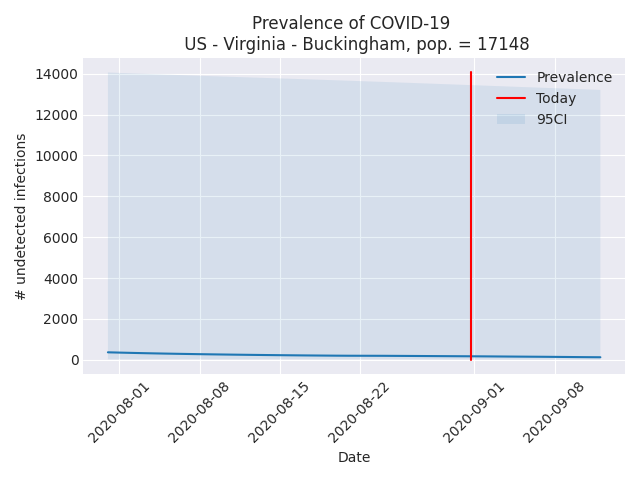 Prevalence of COVID-19
US - Virginia - Buckingham, pop. = 17148
Prevalence
Today
95CI
14000
12000
10000
8000
6000
4000
2000
0
# undetected infections
2020-08-01
2020-08-08
2020-08-15
2020-08-22
2020-09-01
2020-09-08
Date